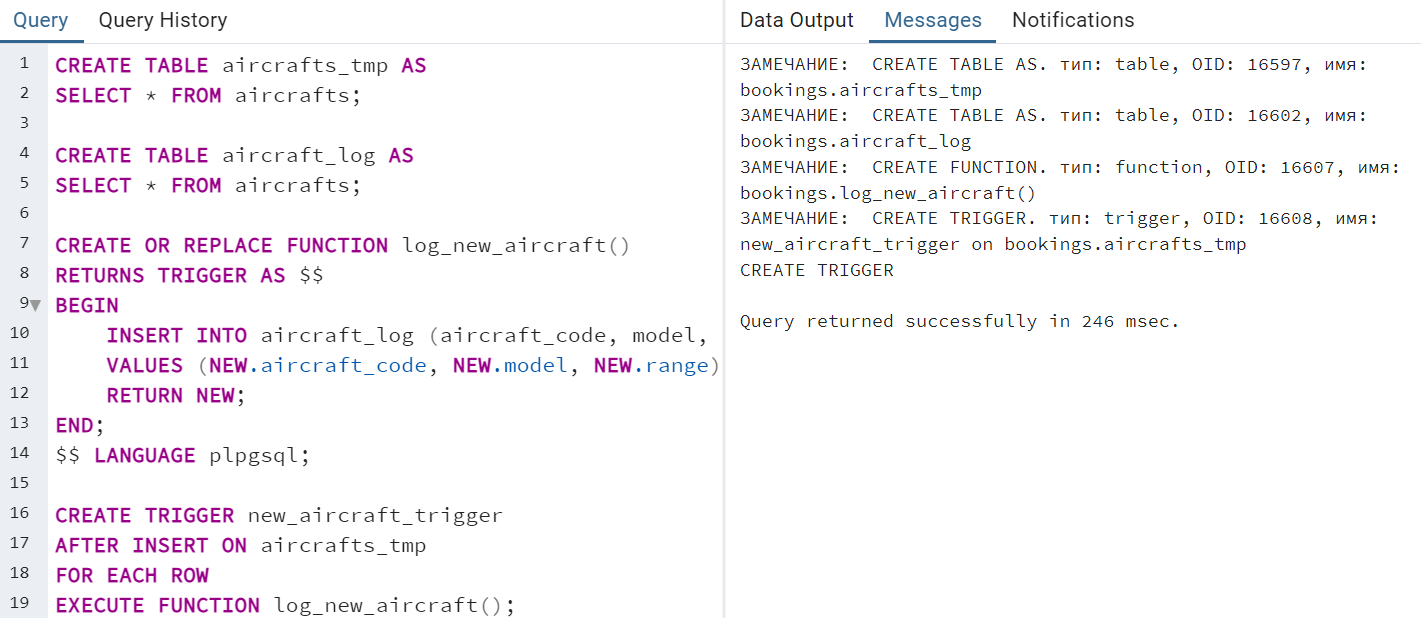 Query Query History
1 CREATE TABLE aircrafts_tmp AS
2 SELECT * FROM aircrafts;
3
4 CREATE TABLE aircraft_log AS
5 SELECT * FROM aircrafts;
6
7 CREATE OR REPLACE FUNCTION log_new_aircraft()
8 RETURNS TRIGGER AS $$
9 BEGIN
10 INSERT INTO aircraft_log (aircraft_code, model,
11 VALUES (NEW.aircraft_code, NEW.model, NEW.range)
12 RETURN NEW;
13 END;
14 $$ LANGUAGE plpgsql;
15
16 CREATE TRIGGER new_aircraft_trigger
17 AFTER INSERT ON aircrafts_tmp
18 FOR EACH ROW
19 EXECUTE FUNCTION log_new_aircraft();
Data Output Messages Notifications
ЗАМЕЧАНИЕ: CREATE TABLE AS. тип: table, OID: 16597, имя:
bookings.aircrafts_tmp
ЗАМЕЧАНИЕ: CREATE TABLE AS. тип: table, OID: 16602, имя:
bookings.aircraft_log
ЗАМЕЧАНИЕ: CREATE FUNCTION. тип: function, OID: 16607, имя:
bookings.log_new_aircraft()
ЗАМЕЧАНИЕ: CREATE TRIGGER. тип: trigger, OID: 16608, имя:
new_aircraft_trigger on bookings.aircrafts_tmp
CREATE TRIGGER
Query returned successfully in 246 msec.